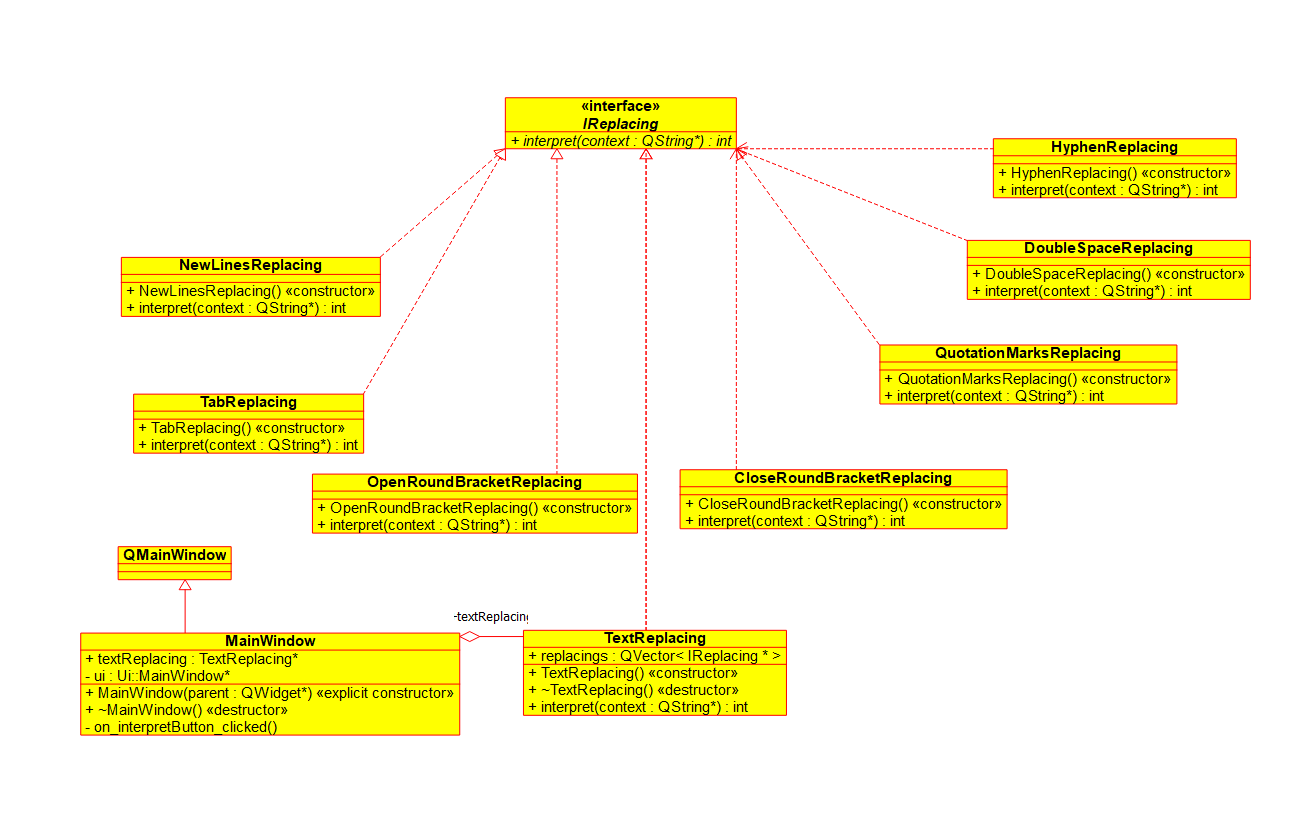 «interface»
IReplacing
+ interpret(context : QString*) : int
HyphenReplacing
+ HyphenReplacing() «constructor»
+ interpret(context : QString*) : int
DoubleSpaceReplacing
+ DoubleSpaceReplacing() «constructor»
+ interpret(context : QString*) : int
NewLinesReplacing
+ NewLinesReplacing() «constructor»
+ interpret(context : QString*) : int
QuotationMarksReplacing
+ QuotationMarksReplacing() «constructor»
+ interpret(context : QString*) : int
TabReplacing
+ TabReplacing() «constructor»
+ interpret(context : QString*) : int
OpenRoundBracketReplacing
+ OpenRoundBracketReplacing() «constructor»
+ interpret(context : QString*) : int
CloseRoundBracketReplacing
+ CloseRoundBracketReplacing() «constructor»
+ interpret(context : QString*) : int
QMainWindow
-textReplacing
MainWindow
+ textReplacing : TextReplacing*
- ui : Ui::MainWindow*
+ MainWindow(parent : QWidget*) «explicit constructor»
+ ~MainWindow() «destructor»
- on_interpretButton_clicked()
TextReplacing
+ replacings : QVector< IReplacing * >
+ TextReplacing() «constructor»
+ ~TextReplacing() «destructor»
+ interpret(context : QString*) : int